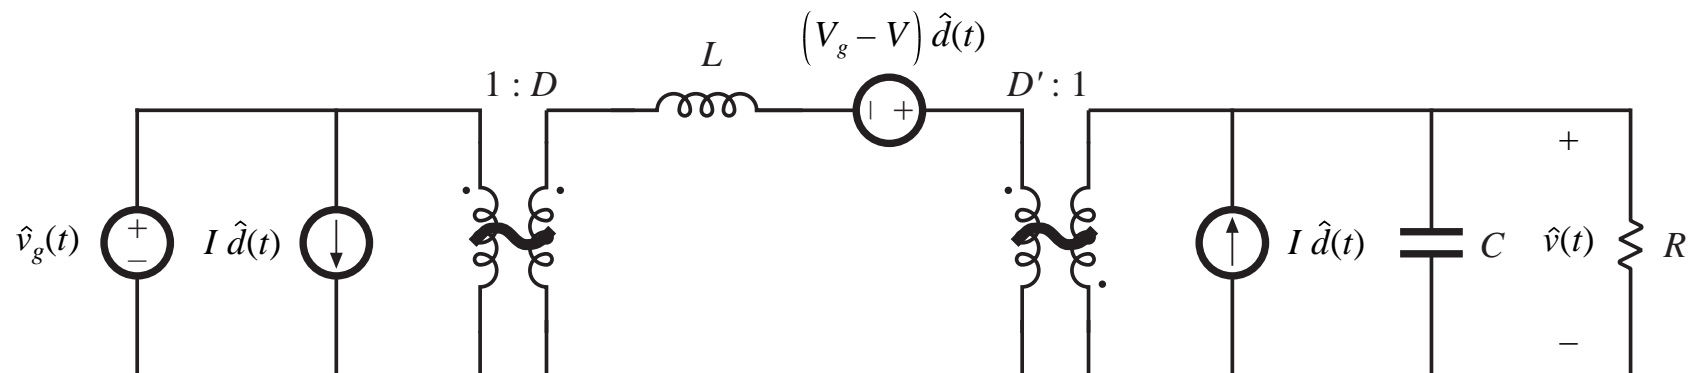 (V_g – V) d̂(t)
L
1 : D
D′ : 1
+
+
–
– +
v̂_g(t)
I d̂(t)
I d̂(t)
C
v̂(t)
R
–